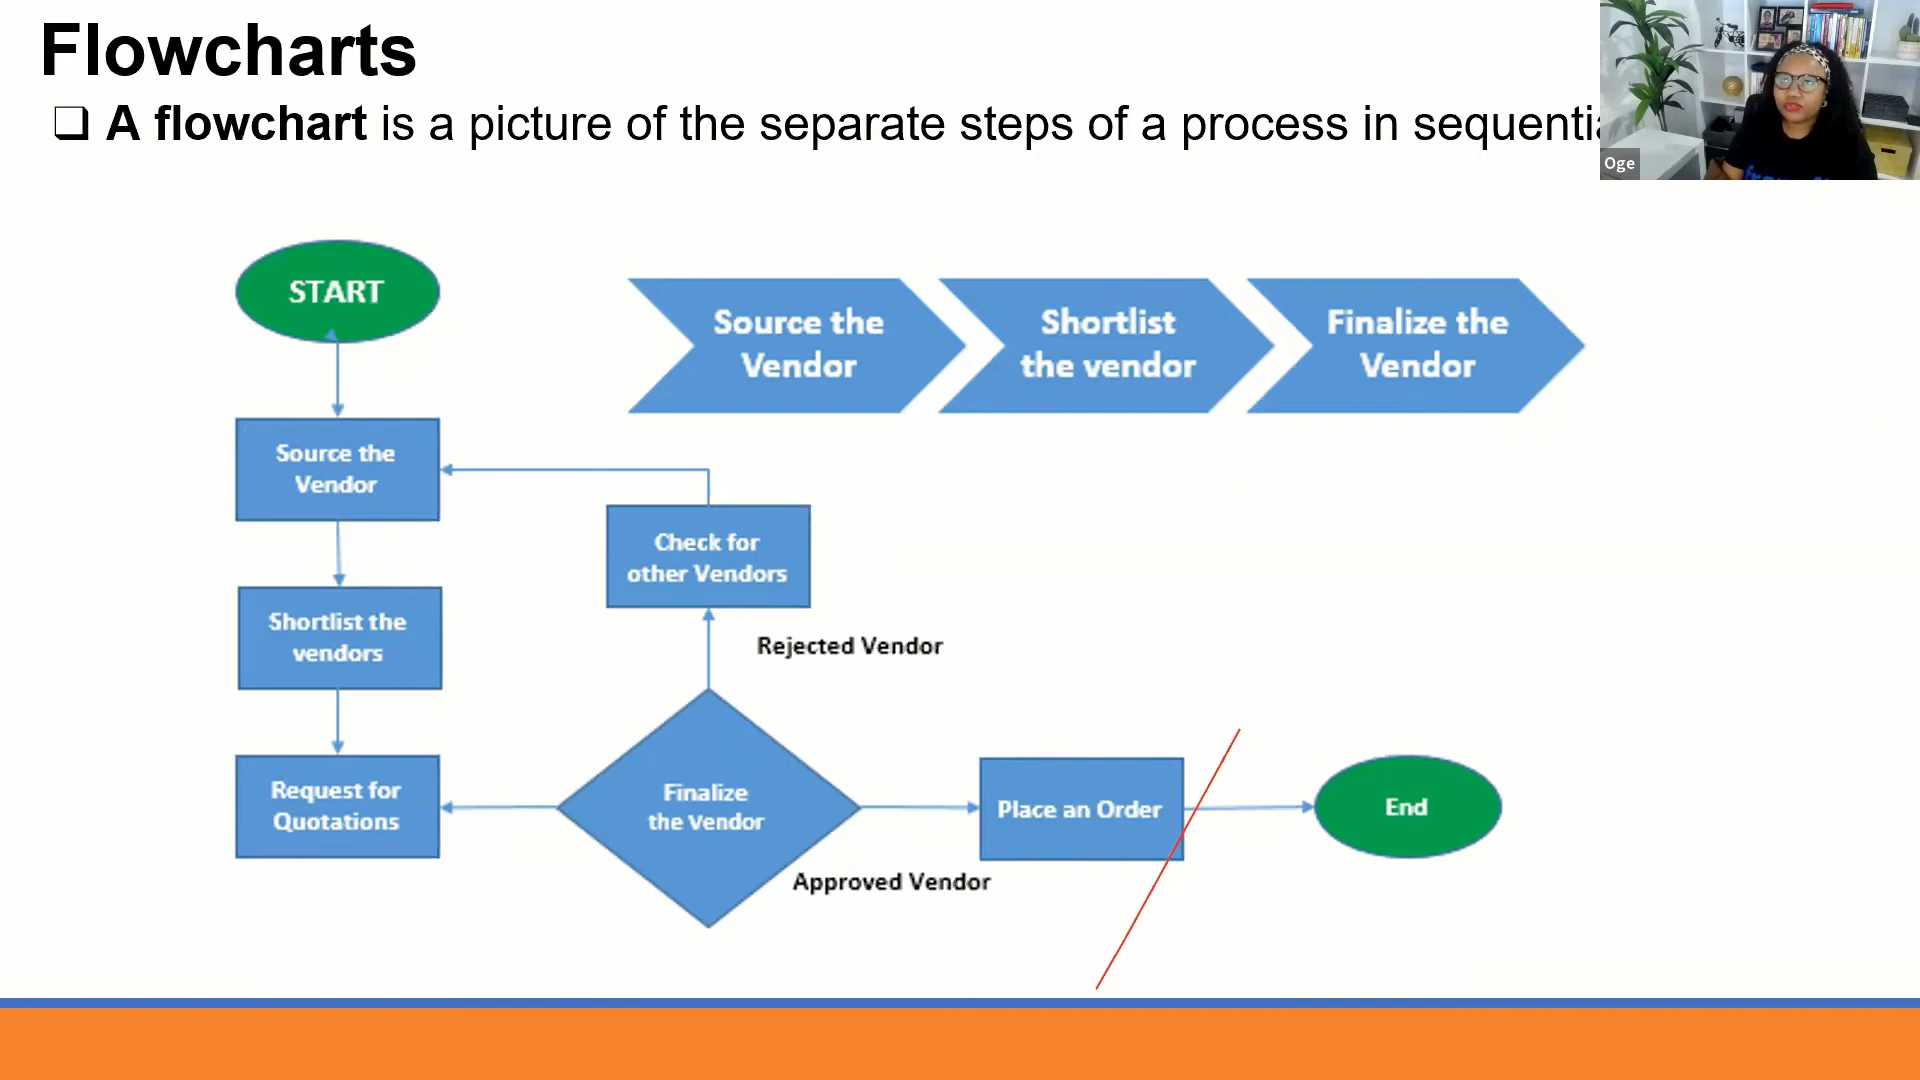 Flowcharts
❑ A flowchart is a picture of the separate steps of a process in sequenti
Oge
START
Source the
Vendor
Shortlist
the vendor
Finalize the
Vendor
Source the
Vendor
Check for
other Vendors
Shortlist the
vendors
Rejected Vendor
Request for
Quotations
Finalize
the Vendor
Place an Order
End
Approved Vendor